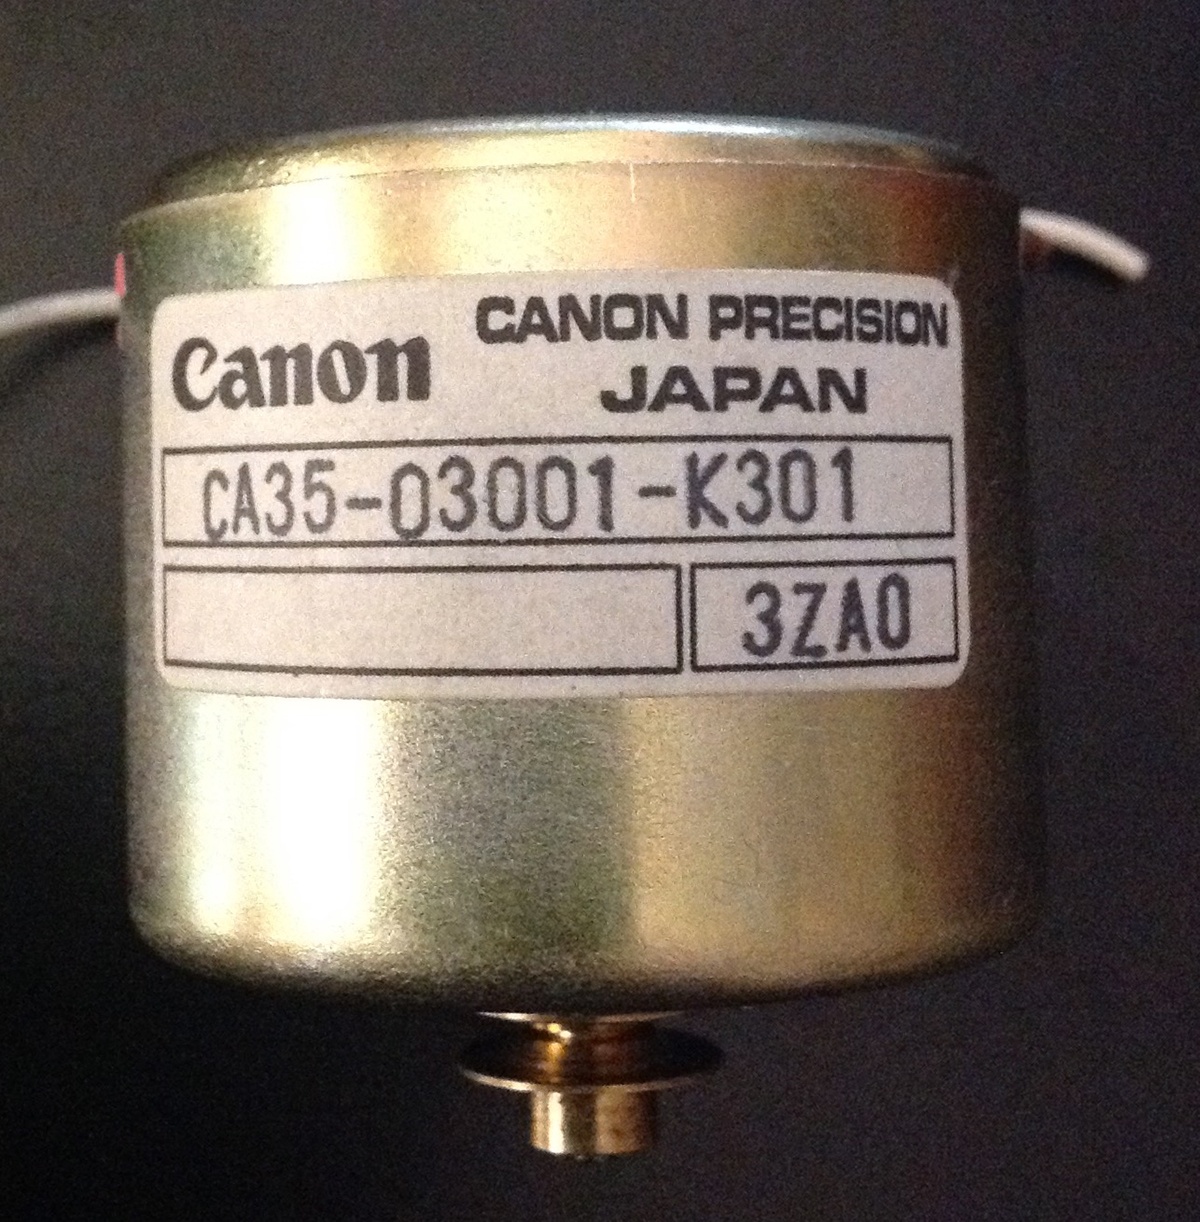 Canon
CANON PRECISION
JAPAN
CA35-03001-K301
3ZA0